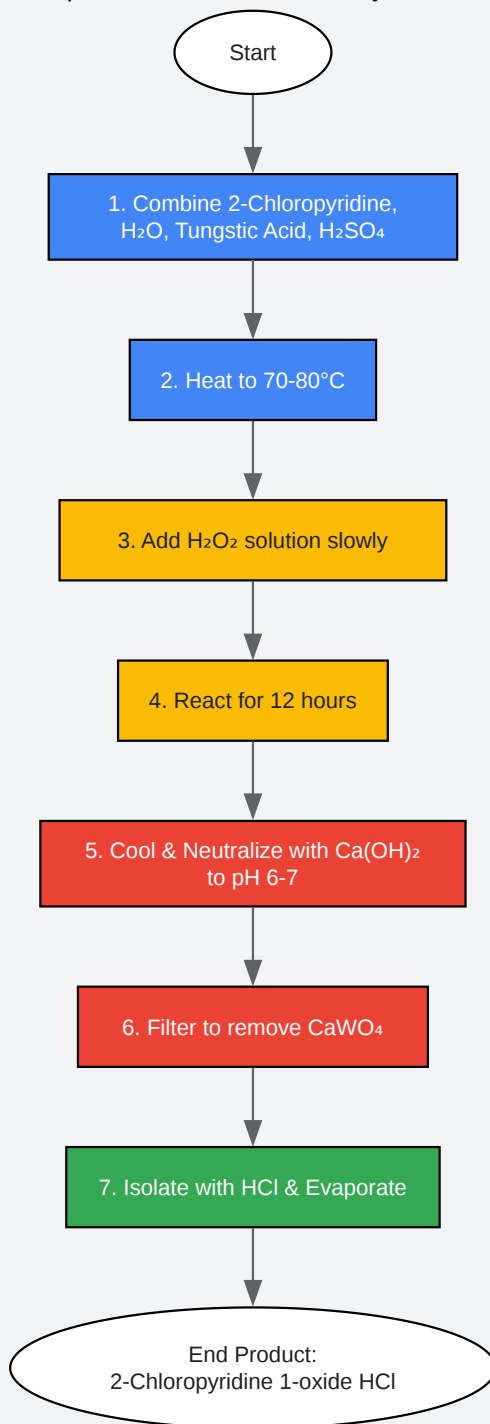 Start
1. Combine 2-Chloropyridine,
H₂O, Tungstic Acid, H₂SO₄
2. Heat to 70-80°C
3. Add H₂O₂ solution slowly
4. React for 12 hours
5. Cool & Neutralize with Ca(OH)₂
to pH 6-7
6. Filter to remove CaWO₄
7. Isolate with HCl & Evaporate
End Product:
2-Chloropyridine 1-oxide HCl